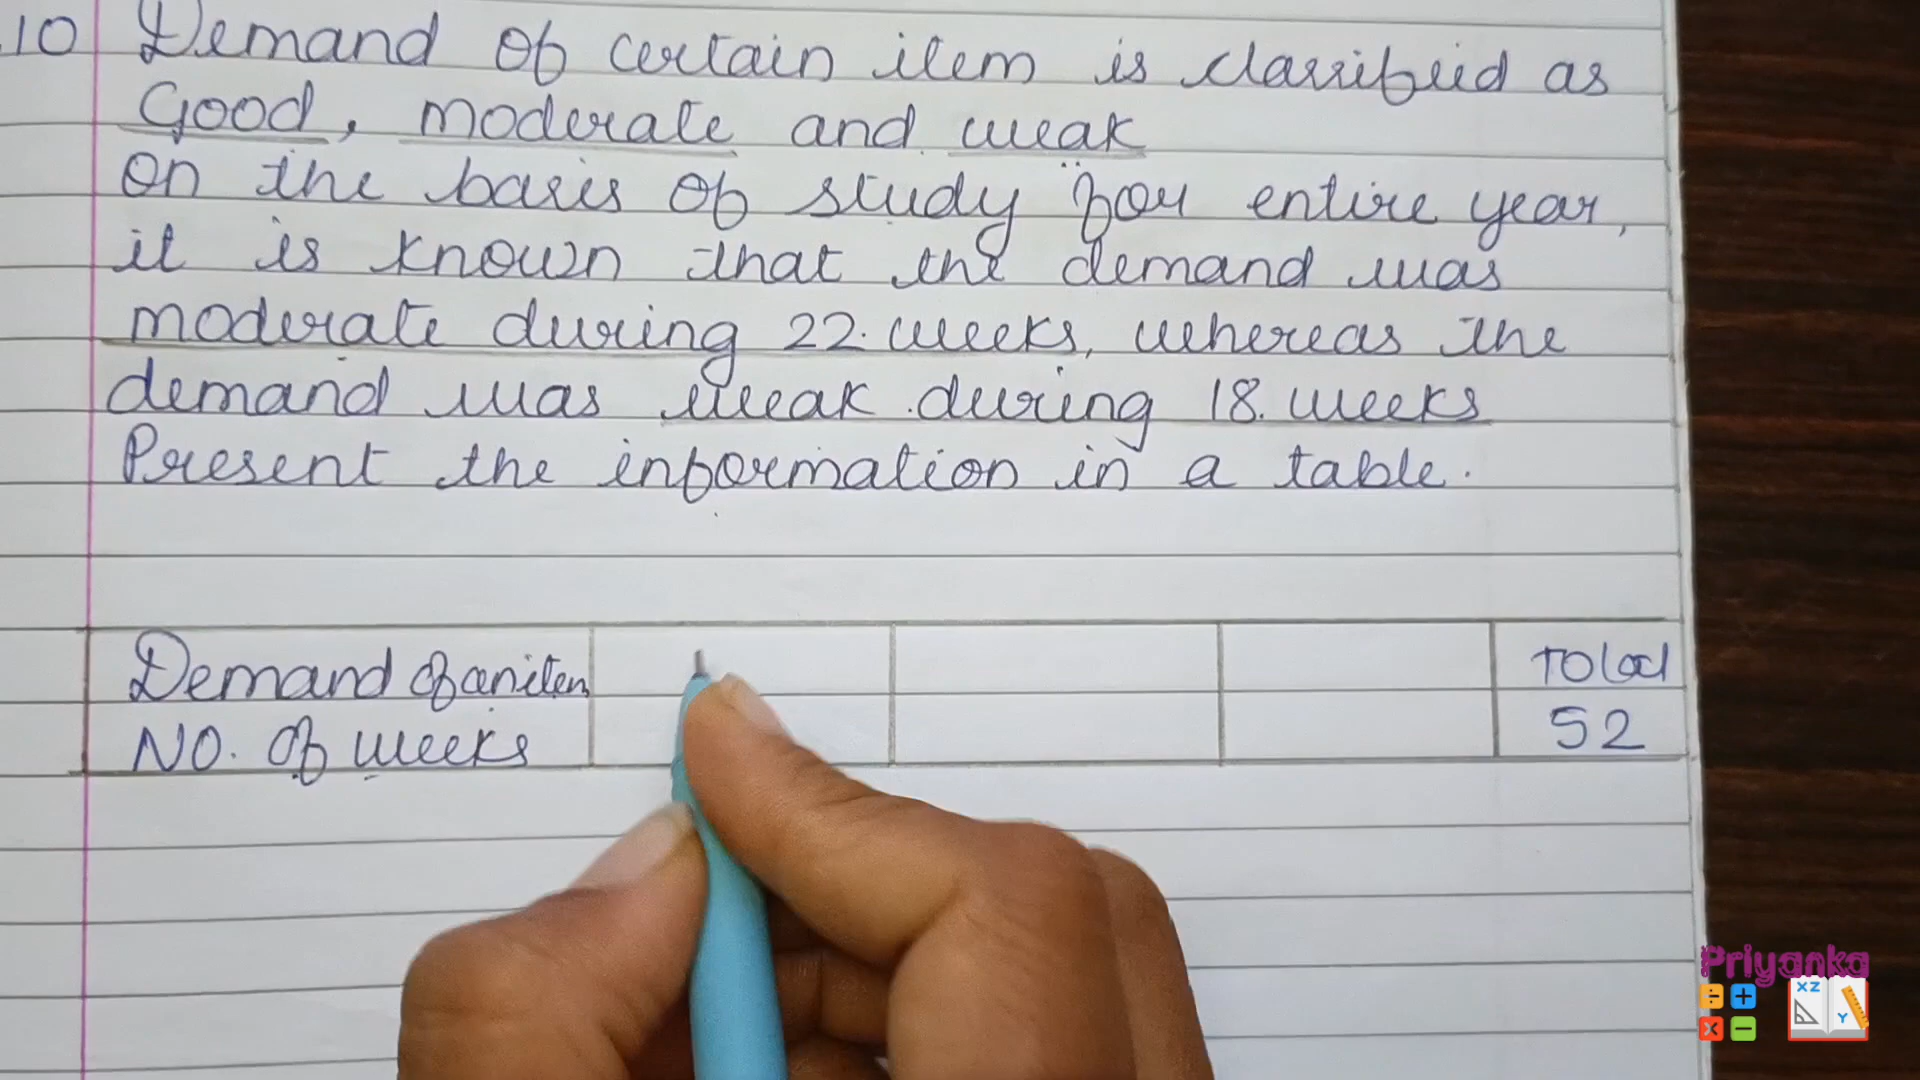 10 Demand of certain item is classified as
Good, moderate and weak
on the basis of study for entire year,
it is known that the demand was
moderate during 22 weeks, whereas the
demand was weak during 18 weeks
Present the information in a table.
Demand of an item Total
NO. of weeks 52
Priyanka
XZ
Y